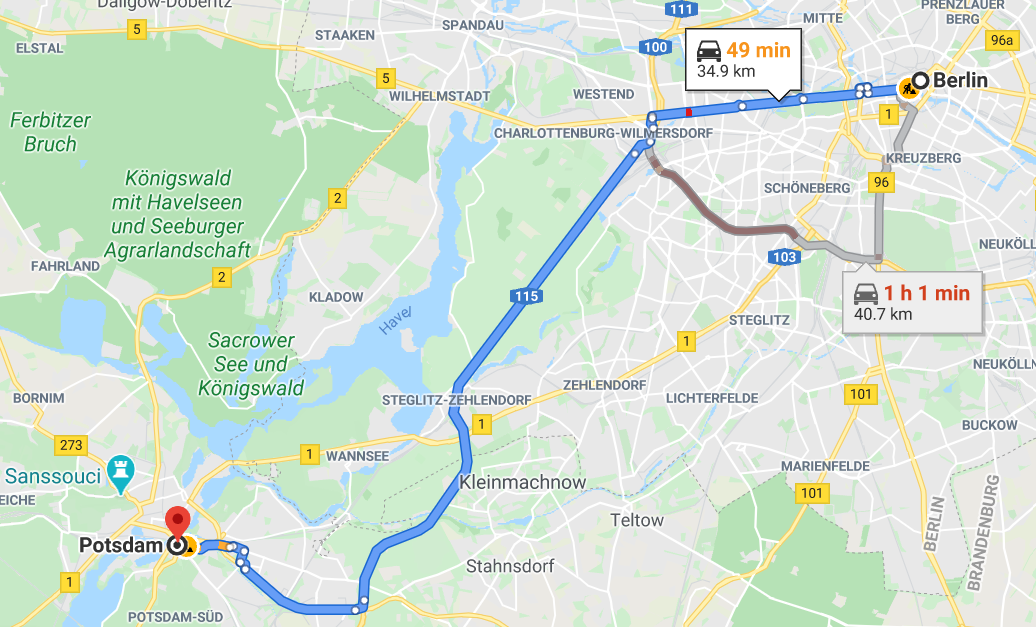 Dallgow-Döberitz
111
MITTE
PRENZLAUER
BERG
5
SPANDAU
STAAKEN
100
96a
ELSTAL
49 min
34.9 km
5
WILHELMSTADT
WESTEND
Berlin
Ferbitzer
Bruch
CHARLOTTENBURG-WILMERSDORF
1
KREUZBERG
Königswald
mit Havelseen
und Seeburger
Agrarlandschaft
2
SCHÖNEBERG
96
FAHRLAND
2
103
NEUKÖLL
KLADOW
115
1 h 1 min
40.7 km
Havel
STEGLITZ
Sacrower
See und
Königswald
1
NEUKÖLLN
ZEHLENDORF
BORNIM
STEGLITZ-ZEHLENDORF
LICHTERFELDE
101
1
BUCKOW
273
1
WANNSEE
MARIENFELDE
Sanssouci
Kleinmachnow
101
EICHE
Teltow
BERLIN
BRANDENBURG
Potsdam
Stahnsdorf
1
POTSDAM-SÜD